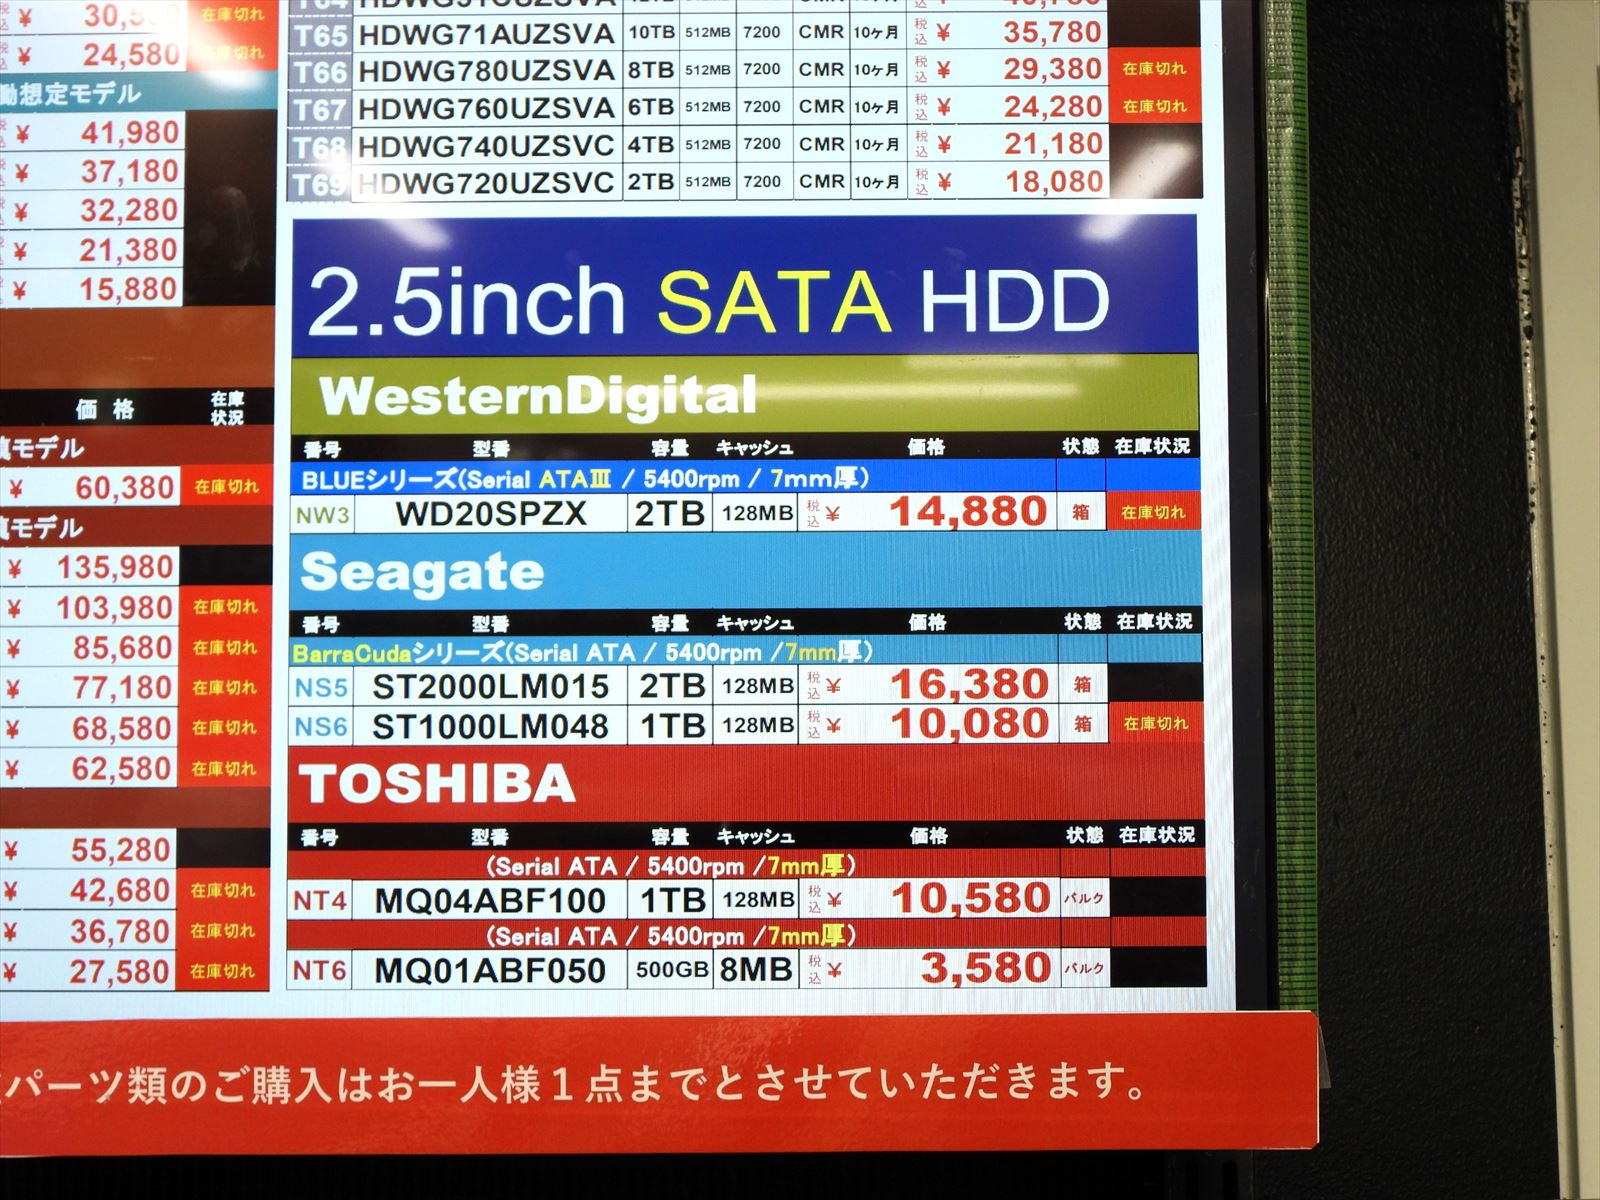 在庫切れ
¥ 24,580 在庫切れ
動想定モデル
¥ 41,980
¥ 37,180
¥ 32,280
¥ 21,380
¥ 15,880
価格 在庫状況
モデル
¥ 60,380 在庫切れ
モデル
¥ 135,980
¥ 103,980 在庫切れ
¥ 85,680 在庫切れ
¥ 77,180 在庫切れ
¥ 68,580 在庫切れ
¥ 62,580 在庫切れ
¥ 55,280
¥ 42,680 在庫切れ
¥ 36,780 在庫切れ
¥ 27,580 在庫切れ
T65 HDWG71AUZSVA 10TB 512MB 7200 CMR 10ヶ月 税込 ¥ 35,780
T66 HDWG780UZSVA 8TB 512MB 7200 CMR 10ヶ月 税込 ¥ 29,380 在庫切れ
T67 HDWG760UZSVA 6TB 512MB 7200 CMR 10ヶ月 税込 ¥ 24,280 在庫切れ
T68 HDWG740UZSVC 4TB 512MB 7200 CMR 10ヶ月 税込 ¥ 21,180
T69 HDWG720UZSVC 2TB 512MB 7200 CMR 10ヶ月 税込 ¥ 18,080
2.5inch SATA HDD
WesternDigital
番号 型番 容量 キャッシュ 価格 状態 在庫状況
BLUEシリーズ(Serial ATAⅢ / 5400rpm / 7mm厚)
NW3 WD20SPZX 2TB 128MB 税込 ¥ 14,880 箱 在庫切れ
Seagate
番号 型番 容量 キャッシュ 価格 状態 在庫状況
BarraCudaシリーズ(Serial ATA / 5400rpm /7mm厚)
NS5 ST2000LM015 2TB 128MB 税込 ¥ 16,380 箱
NS6 ST1000LM048 1TB 128MB 税込 ¥ 10,080 箱 在庫切れ
TOSHIBA
番号 型番 容量 キャッシュ 価格 状態 在庫状況
(Serial ATA / 5400rpm /7mm厚)
NT4 MQ04ABF100 1TB 128MB 税込 ¥ 10,580 バルク
(Serial ATA / 5400rpm /7mm厚)
NT6 MQ01ABF050 500GB 8MB 税込 ¥ 3,580 バルク
パーツ類のご購入はお一人様１点までとさせていただきます。